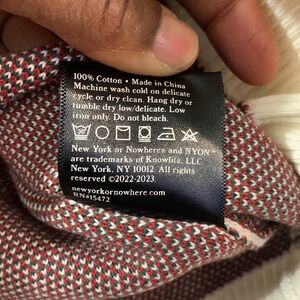 100% Cotton • Made in China
Machine wash cold on delicate
cycle or dry clean. Hang dry or
tumble dry low/delicate. Low
iron only. Do not bleach.
New York or Nowhere® and NYON™
are trademarks of Knowlita, LLC
New York, NY 10012 All rights
reserved ©2022-2023
newyorkornowhere.com
RN#15472